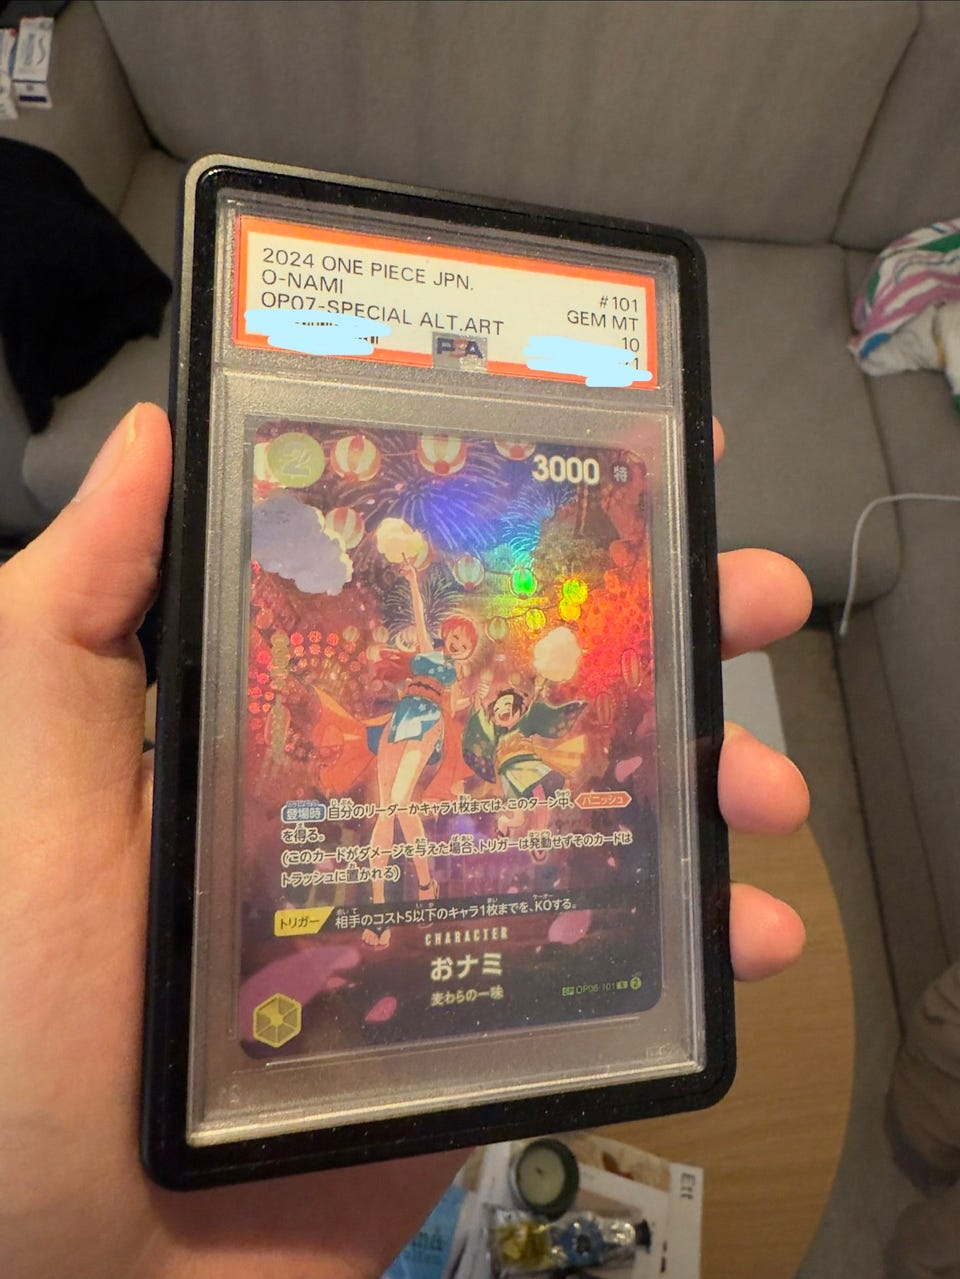 2024 ONE PIECE JPN.
#101
O-NAMI
GEM MT
OP07-SPECIAL ALT.ART
10
PSA
2
3000
特
登場時 自分のリーダーかキャラ1枚までは、このターン中、バニッシュ
を得る。
(このカードがダメージを与えた場合、トリガーは発動せずそのカードは
トラッシュに置かれる)
トリガー 相手のコスト5以下のキャラ1枚までを、KOする。
CHARACTER
おナミ
麦わらの一味
SP OP06-101 R 2
Ett